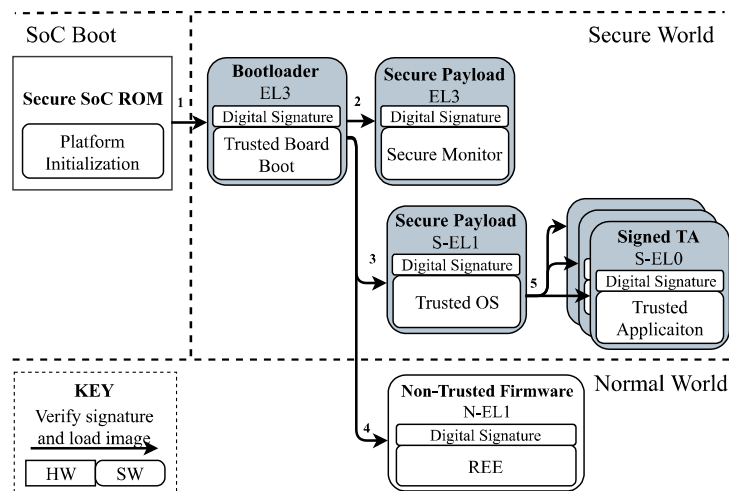 SoC Boot
Secure World
Secure SoC ROM
Platform
Initialization
1
Bootloader
EL3
Digital Signature
Trusted Board
Boot
2
Secure Payload
EL3
Digital Signature
Secure Monitor
3
Secure Payload
S-EL1
Digital Signature
Trusted OS
5
Signed TA
S-EL0
Digital Signature
Trusted
Applicaiton
Normal World
4
Non-Trusted Firmware
N-EL1
Digital Signature
REE
KEY
Verify signature
and load image
HW
SW